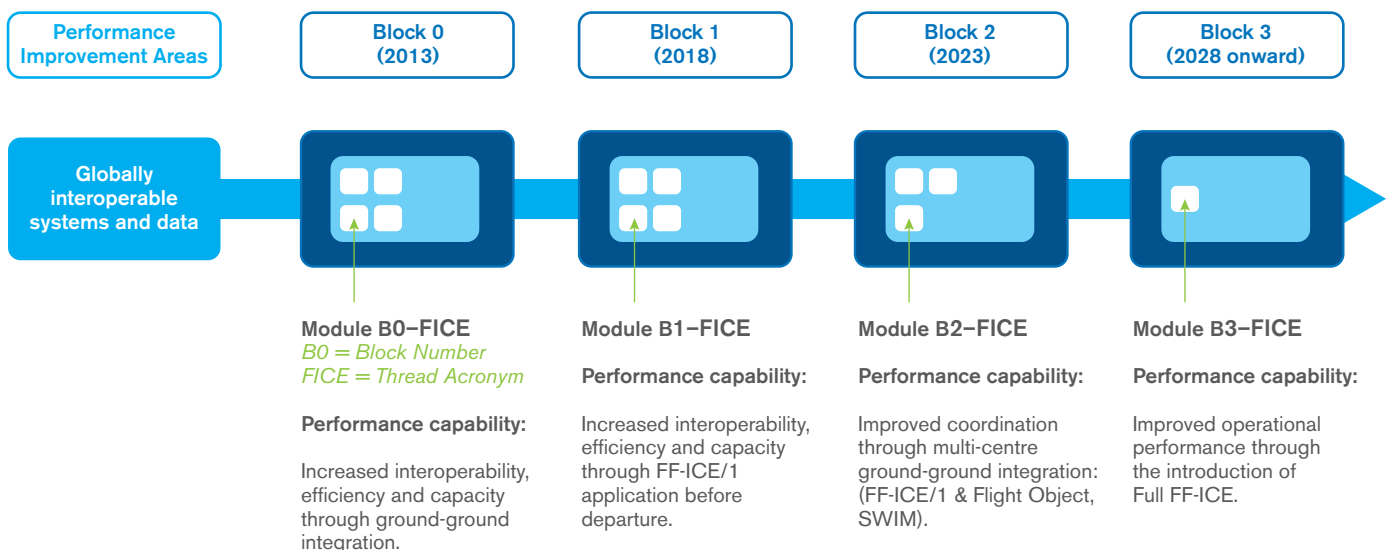 Performance
Improvement Areas
Block 0
(2013)
Block 1
(2018)
Block 2
(2023)
Block 3
(2028 onward)
Globally
interoperable
systems and data
Module B0–FICE
B0 = Block Number
FICE = Thread Acronym
Performance capability:
Increased interoperability,
efficiency and capacity
through ground-ground
integration.
Module B1–FICE
Performance capability:
Increased interoperability,
efficiency and capacity
through FF-ICE/1
application before
departure.
Module B2–FICE
Performance capability:
Improved coordination
through multi-centre
ground-ground integration:
(FF-ICE/1 & Flight Object,
SWIM).
Module B3–FICE
Performance capability:
Improved operational
performance through
the introduction of
Full FF-ICE.